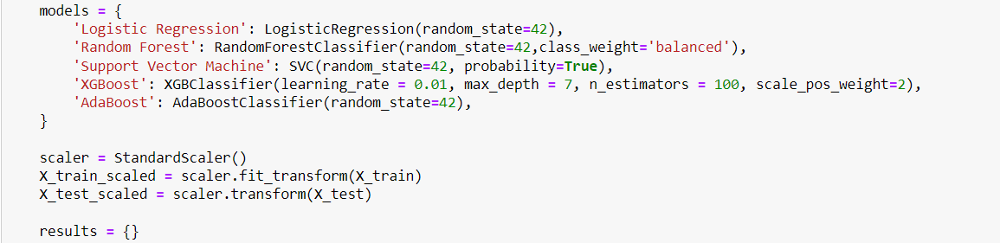 models = {
    'Logistic Regression': LogisticRegression(random_state=42),
    'Random Forest': RandomForestClassifier(random_state=42,class_weight='balanced'),
    'Support Vector Machine': SVC(random_state=42, probability=True),
    'XGBoost': XGBClassifier(learning_rate = 0.01, max_depth = 7, n_estimators = 100, scale_pos_weight=2),
    'AdaBoost': AdaBoostClassifier(random_state=42),
}

scaler = StandardScaler()
X_train_scaled = scaler.fit_transform(X_train)
X_test_scaled = scaler.transform(X_test)

results = {}